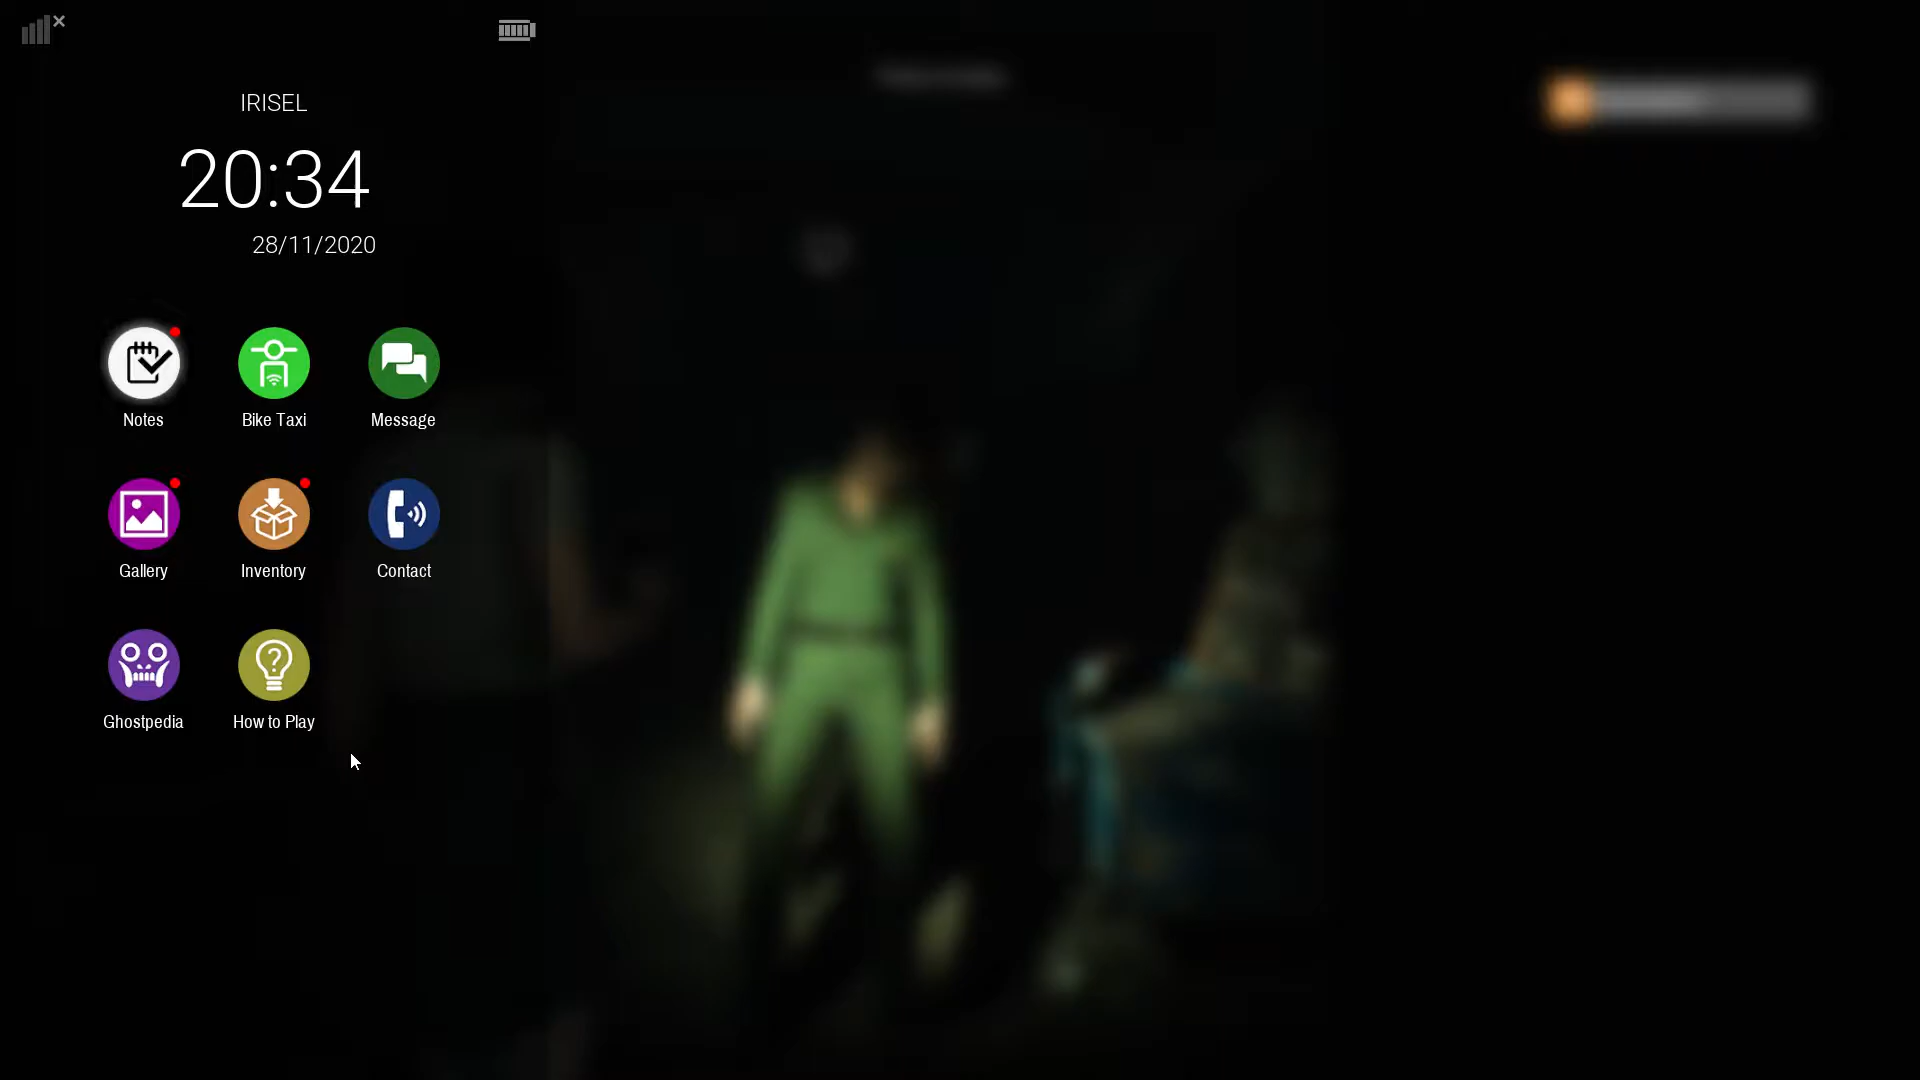 IRISEL
20:34
28/11/2020
Notes
Bike Taxi
Message
Gallery
Inventory
Contact
Ghostpedia
How to Play